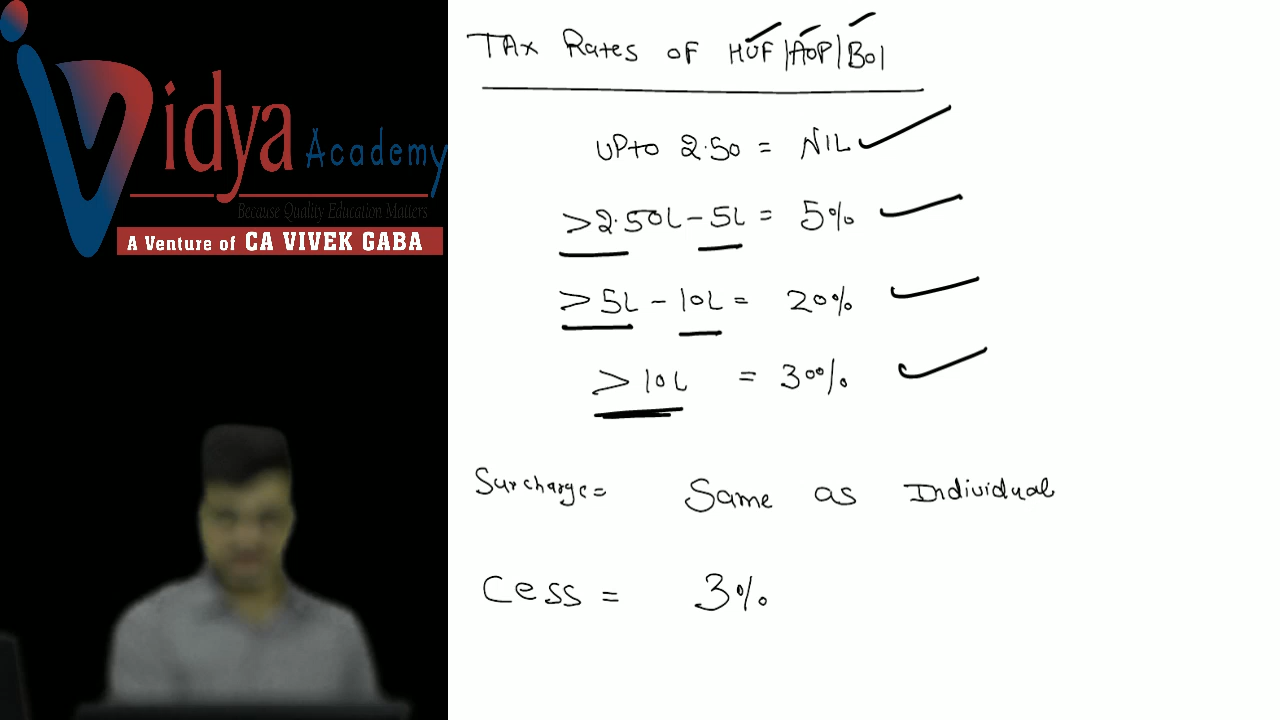 Vidya
Academy
Because Quality Education Matters
A Venture of CA VIVEK GABA
TAx Rates OF HUF|AOP|BOI
UPto 2.50 = NIL
>2.50L - 5L = 5%
>5L - 10L = 20%
>10L = 30%
Surcharge = Same as Individual
Cess = 3%